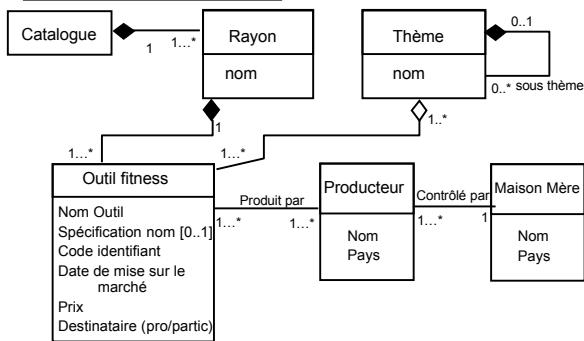 Catalogue
1
1…*
Rayon
nom
Thème
nom
0..1
0..* sous thème
1
1..*
1…*
1…*
Outil fitness
Nom Outil
Spécification nom [0..1]
Code identifiant
Date de mise sur le
marché
Prix
Destinataire (pro/partic)
Produit par
1…*
1…*
Producteur
Nom
Pays
Contrôlé par
1…*
1
Maison Mère
Nom
Pays